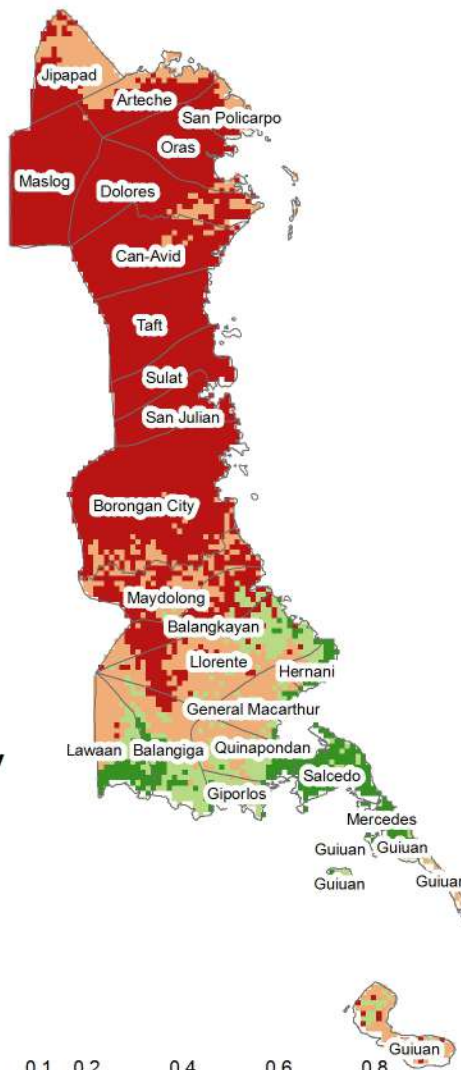 Jipapad
Arteche
San Policarpo
Oras
Maslog
Dolores
Can-Avid
Taft
Sulat
San Julian
Borongan City
Maydolong
Balangkayan
Llorente
Hernani
General Macarthur
Lawaan
Balangiga
Quinapondan
Salcedo
Giporlos
Mercedes
Guiuan
Guiuan
Guiuan
Guiuan
Guiuan
0.1 0.2 0.4 0.6 0.8